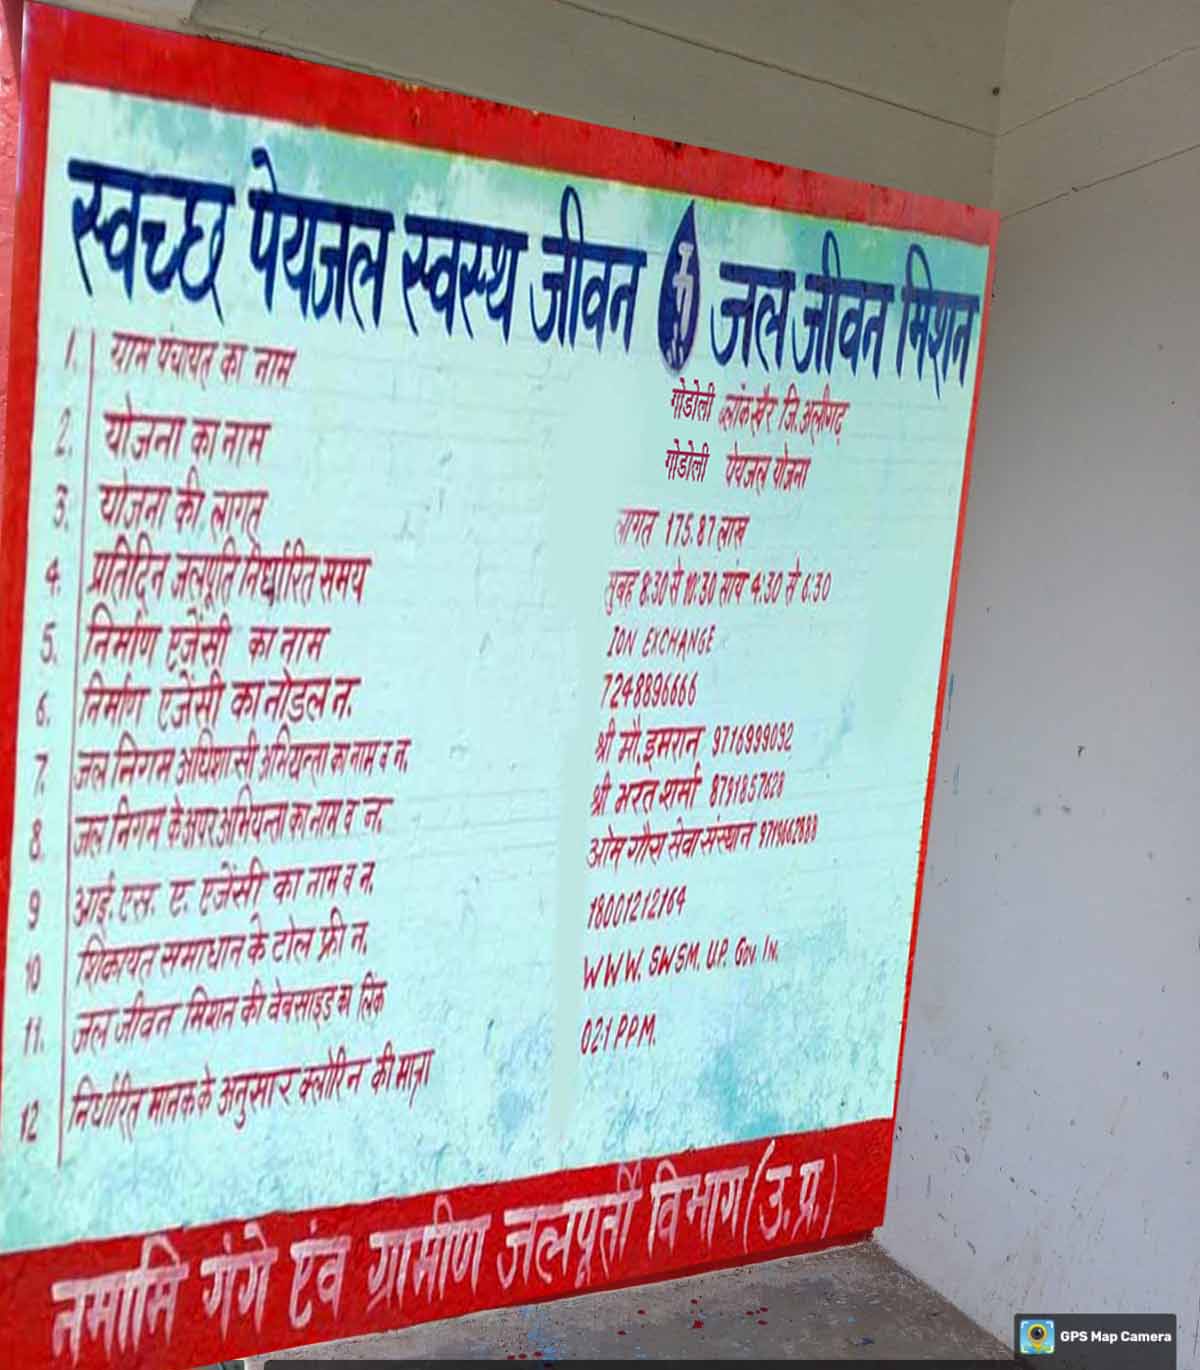 स्वच्छ पेयजल स्वस्थ जीवन जल जीवन मिशन
1. ग्राम पंचायत का नाम गोडोली ब्लॉक खैर जि. अलीगढ़
2. योजना का नाम गोडोली पेयजल योजना
3. योजना की लागत लागत 175.87 लाख
4. प्रतिदिन जलपूर्ति निर्धारित समय सुबह 8:30 से 10:30 सांय 4:30 से 6:30
5. निर्माण एजेंसी का नाम ION EXCHANGE
6. निर्माण एजेंसी का नोडल न. 7248896666
7. जल निगम अधिशासी अभियन्ता का नाम व न. श्री मौ. इमरान 9716999092
8. जल निगम के अपर अभियन्ता का नाम व न. श्री भरत शर्मा 8791857628
9 आई. एस. ए. एजेंसी का नाम व न. ओम गौरा सेवा संस्थान
10 शिकायत समाधान के टोल फ्री न. 18001212164
11. जल जीवन मिशन की वेबसाइड का लिंक WWW. SWSM. U.P. Gov. In.
12 निर्धारित मानक के अनुसार क्लोरिन की मात्रा 02.1 PPM.
नमामि गंगे एंव ग्रामीण जलपूर्ती विभाग (उ.प्र.)
GPS Map Camera